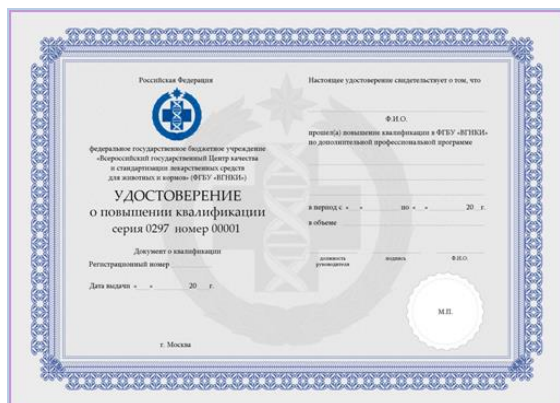 Российская Федерация
федеральное государственное бюджетное учреждение
«Всероссийский государственный Центр качества
и стандартизации лекарственных средств
для животных и кормов» (ФГБУ «ВГНКИ»)
УДОСТОВЕРЕНИЕ
о повышении квалификации
серия 0297 номер 00001
Документ о квалификации
Регистрационный номер
Дата выдачи « » 20 г.
г. Москва
Настоящее удостоверение свидетельствует о том, что
Ф.И.О.
прошел(а) повышении квалификации в ФГБУ «ВГНКИ»
по дополнительной профессиональной программе
в период с « » по « » 20 г.
в объеме
должность подпись Ф.И.О.
руководителя
М.П.